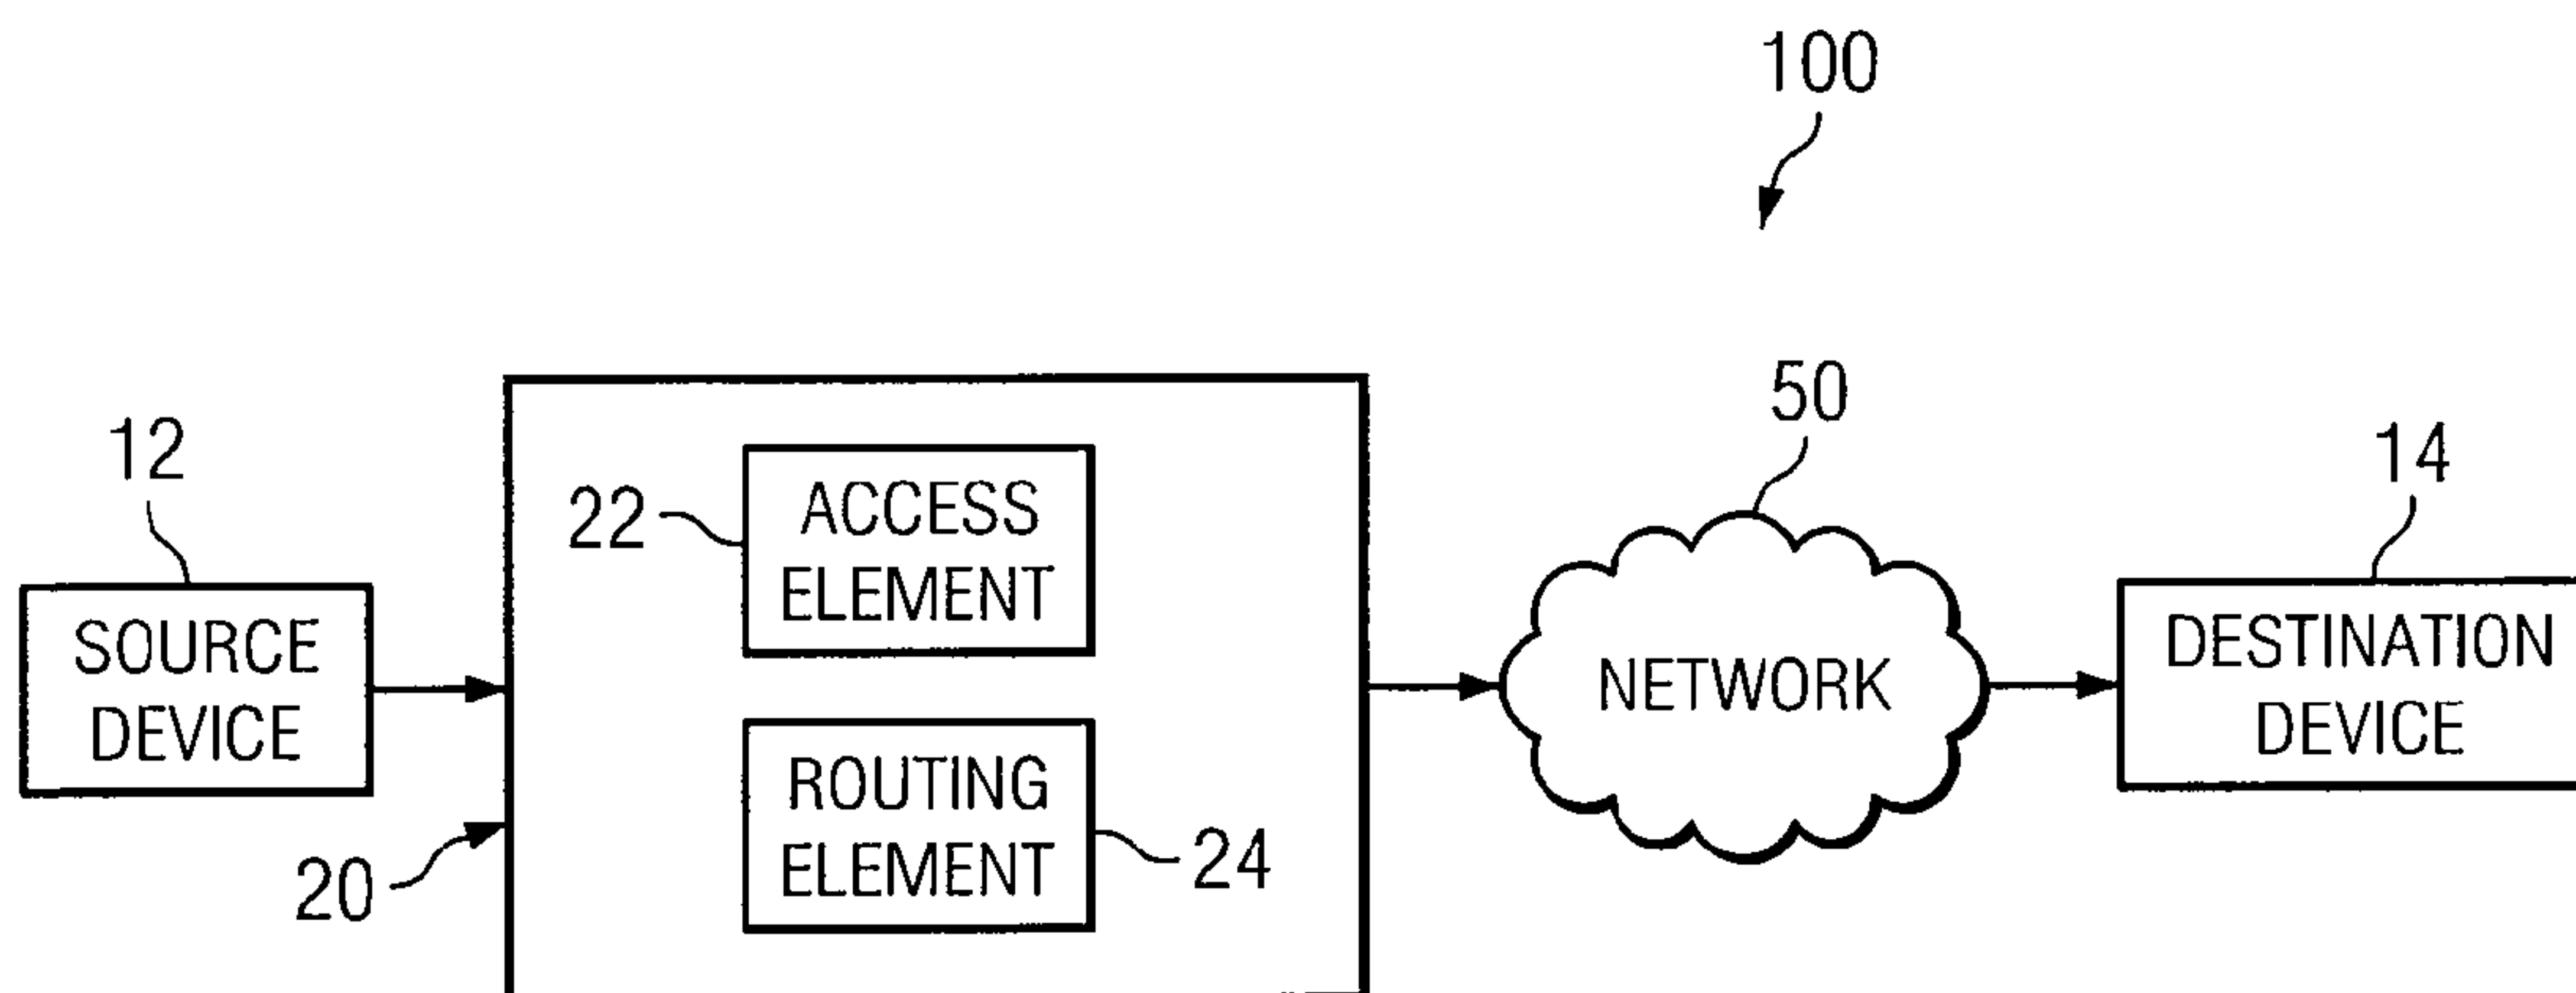 100
50
12
14
22
ACCESS
ELEMENT
SOURCE
DEVICE
NETWORK
DESTINATION
DEVICE
ROUTING
ELEMENT
24
20